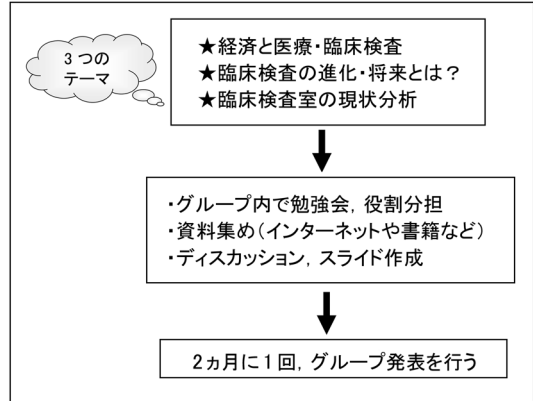 3つの
テーマ
★経済と医療・臨床検査
★臨床検査の進化・将来とは？
★臨床検査室の現状分析
・グループ内で勉強会，役割分担
・資料集め（インターネットや書籍など）
・ディスカッション，スライド作成
2ヵ月に1回，グループ発表を行う